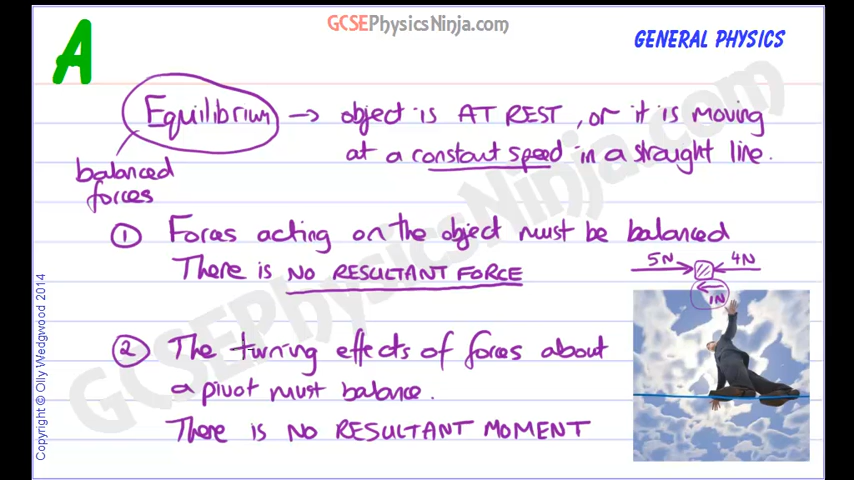 GCSEPhysicsNinja.com
A
GENERAL PHYSICS
Equilibrium → object is AT REST, or it is moving
at a constant speed in a straight line.
balanced
forces
① Forces acting on the object must be balanced
There is NO RESULTANT FORCE
5N 4N
1N
② The turning effects of forces about
a pivot must balance.
There is NO RESULTANT MOMENT
Copyright © Olly Wedgwood 2014
GCSEPhysicsNinja.com